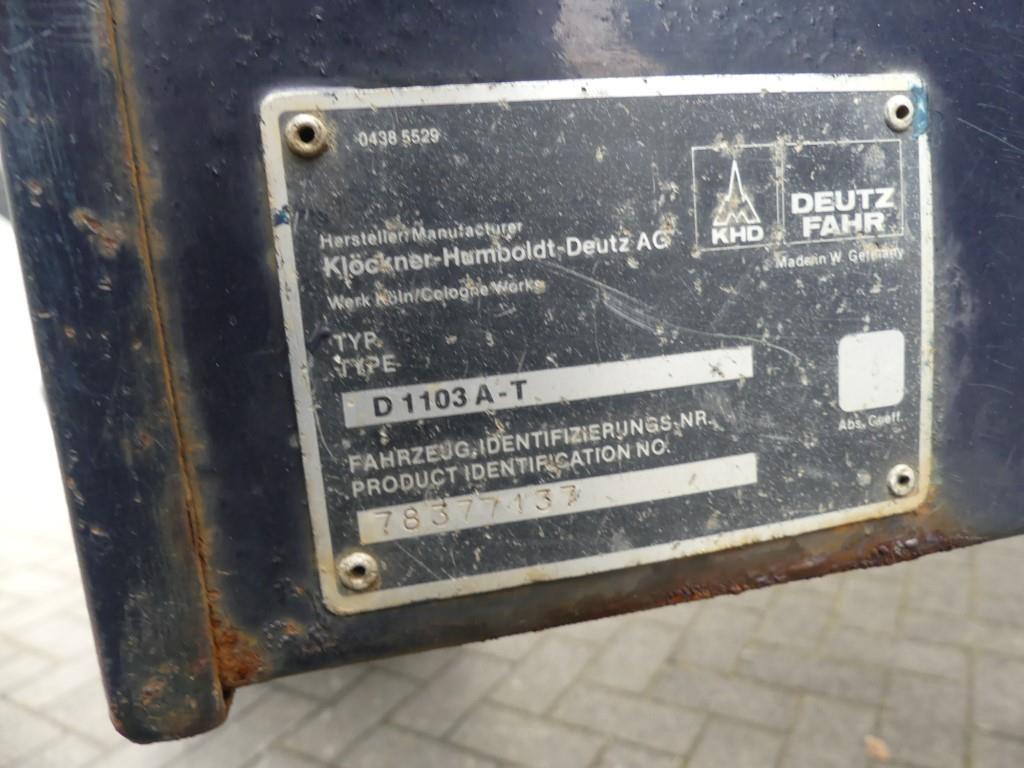 0438 5529
KHD
DEUTZ
FAHR
Made in W. Germany
Hersteller/Manufacturer
Klöckner-Humboldt-Deutz AG
Werk Köln/Cologne Works
TYP
TYPE
D 1103 A-T
Abs. Gseff.
FAHRZEUG.IDENTIFIZIERUNGS-NR.
PRODUCT IDENTIFICATION NO.
78377137